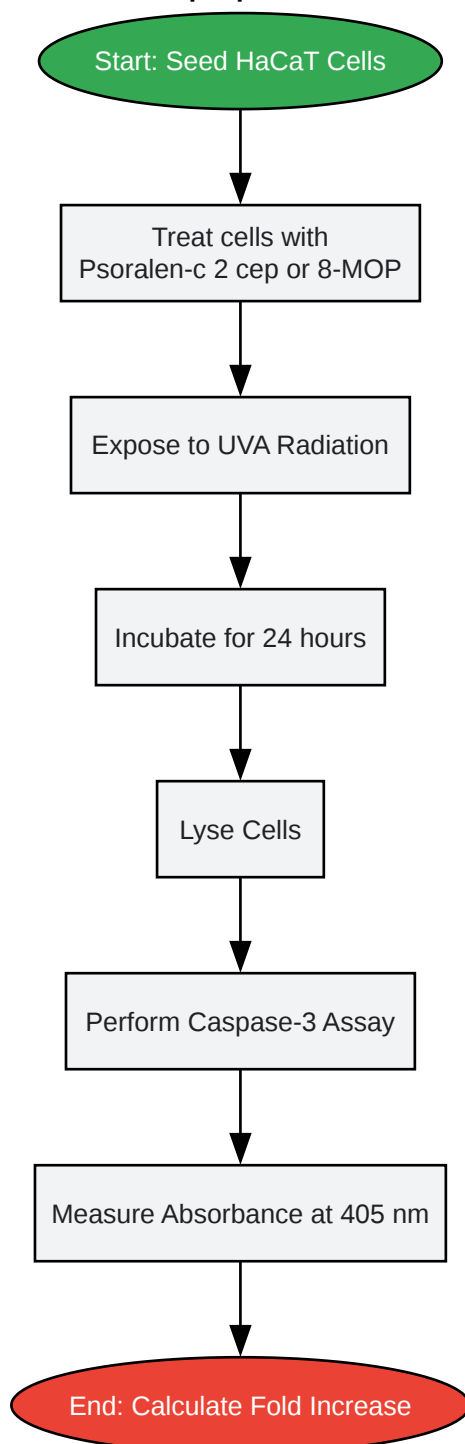 Start: Seed HaCaT Cells
Treat cells with
Psoralen-c 2 cep or 8-MOP
Expose to UVA Radiation
Incubate for 24 hours
Lyse Cells
Perform Caspase-3 Assay
Measure Absorbance at 405 nm
End: Calculate Fold Increase